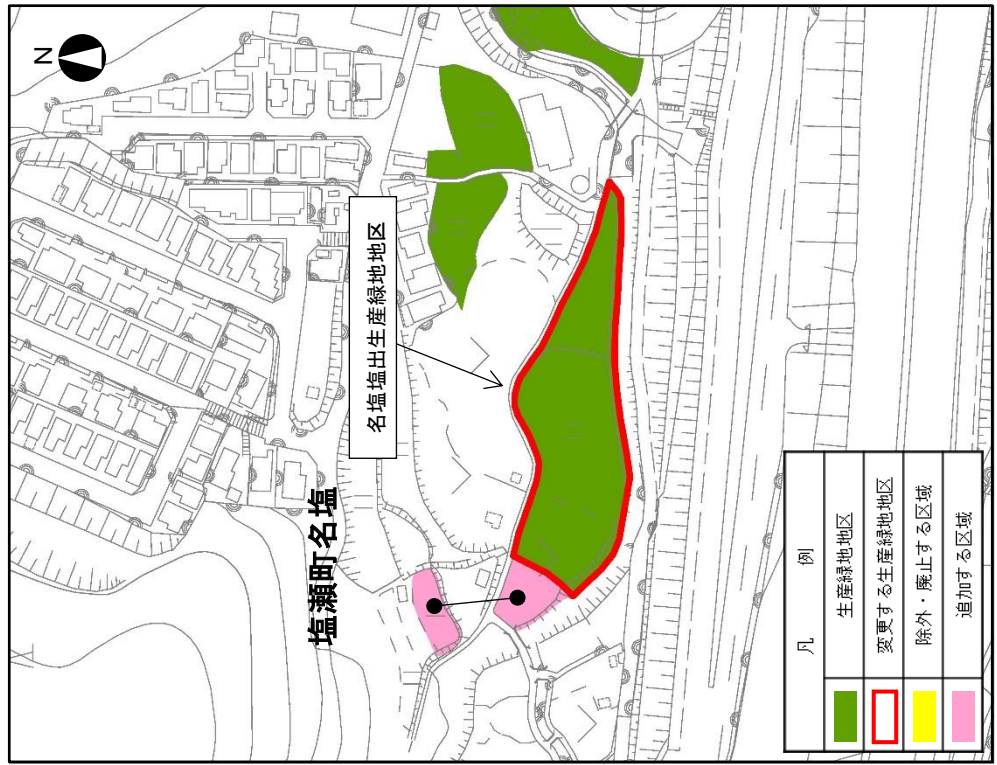 N
名塩塩出生産緑地地区
塩瀬町名塩
凡 例
生産緑地地区
変更する生産緑地地区
除外・廃止する区域
追加する区域